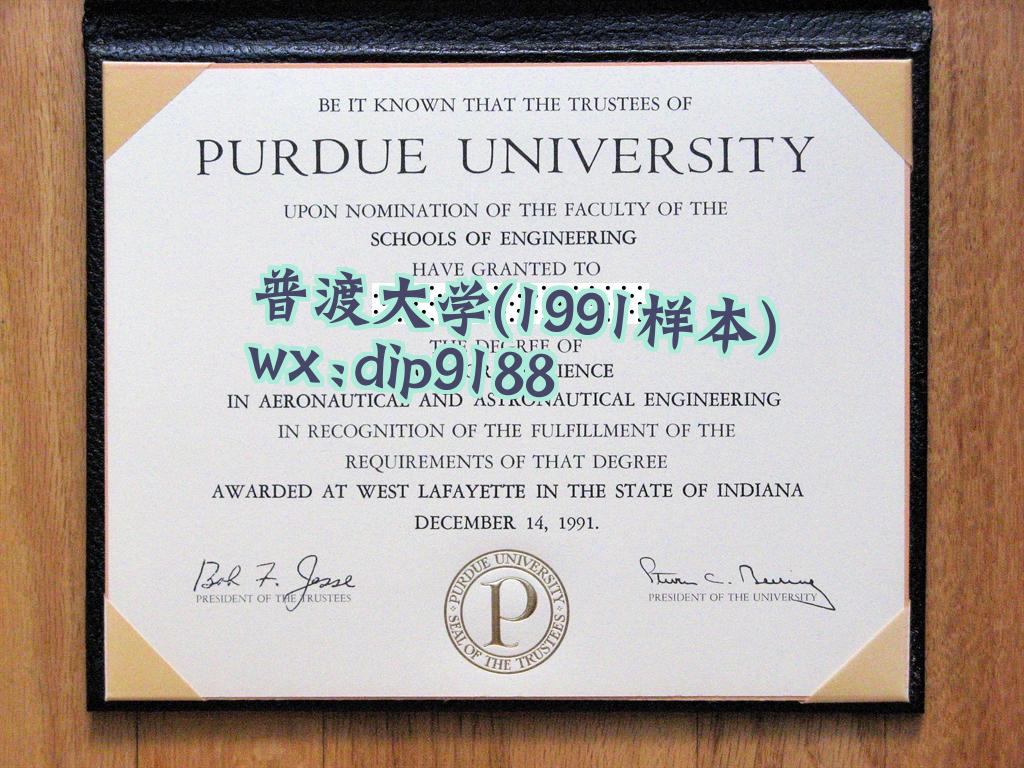 BE IT KNOWN THAT THE TRUSTEES OF
PURDUE UNIVERSITY
UPON NOMINATION OF THE FACULTY OF THE
SCHOOLS OF ENGINEERING
HAVE GRANTED TO
普渡大学(1991样本)
THE DEGREE OF
wx:dip9188
IN AERONAUTICAL AND ASTRONAUTICAL ENGINEERING
IN RECOGNITION OF THE FULFILLMENT OF THE
REQUIREMENTS OF THAT DEGREE
AWARDED AT WEST LAFAYETTE IN THE STATE OF INDIANA
DECEMBER 14, 1991.
Bob F. Jesse
PRESIDENT OF THE TRUSTEES
PURDUE UNIVERSITY
P
SEAL OF THE TRUSTEES
Steven C. Beering
PRESIDENT OF THE UNIVERSITY